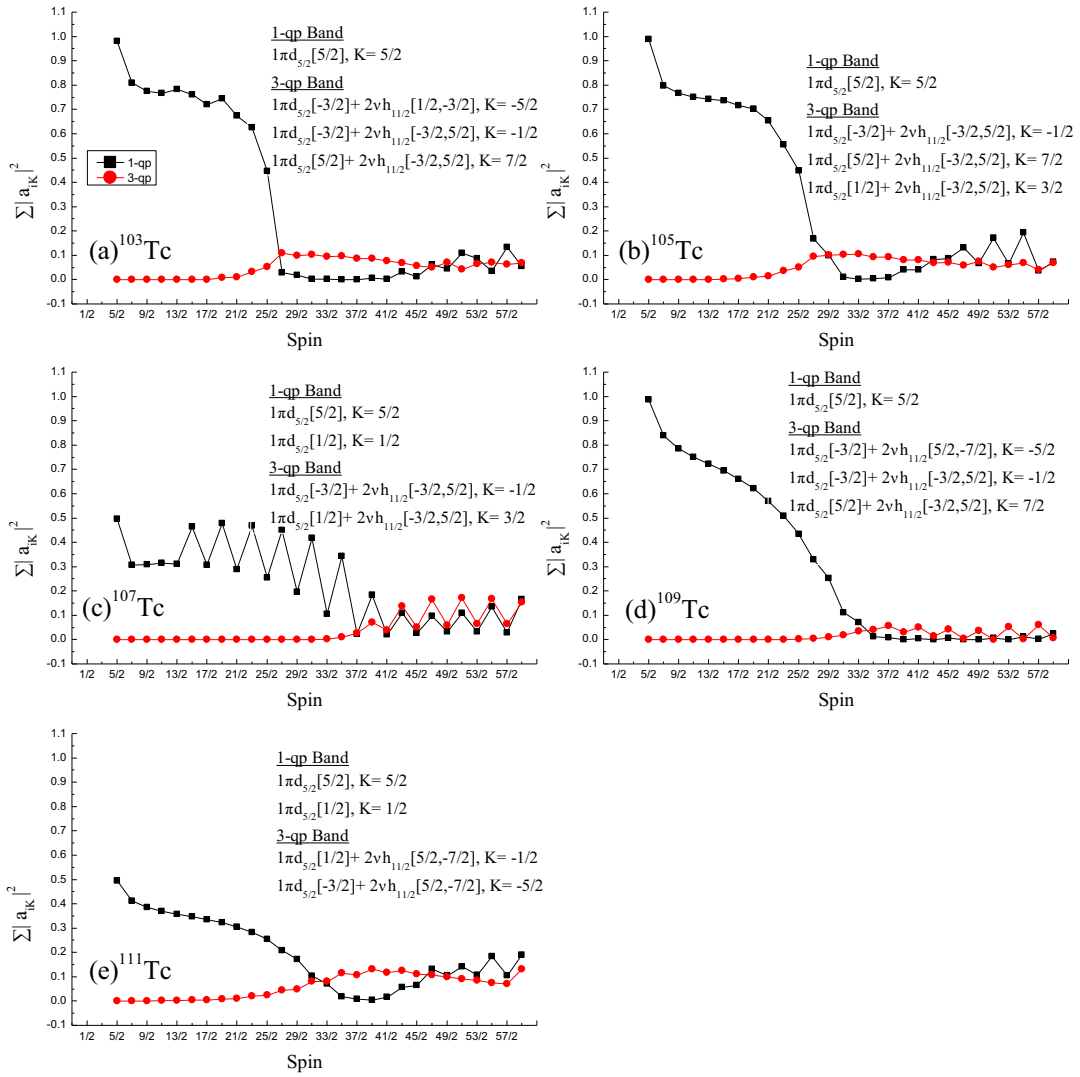 1-qp Band
1πd5/2[5/2], K= 5/2
3-qp Band
1πd5/2[-3/2]+ 2νh11/2[1/2,-3/2], K= -5/2
1πd5/2[-3/2]+ 2νh11/2[-3/2,5/2], K= -1/2
1πd5/2[5/2]+ 2νh11/2[-3/2,5/2], K= 7/2
1-qp
3-qp
(a)103Tc
Σ|aiK|2
1.0
0.9
0.8
0.7
0.6
0.5
0.4
0.3
0.2
0.1
0.0
-0.1
1/2 5/2 9/2 13/2 17/2 21/2 25/2 29/2 33/2 37/2 41/2 45/2 49/2 53/2 57/2
Spin
1-qp Band
1πd5/2[5/2], K= 5/2
3-qp Band
1πd5/2[-3/2]+ 2νh11/2[-3/2,5/2], K= -1/2
1πd5/2[5/2]+ 2νh11/2[-3/2,5/2], K= 7/2
1πd5/2[1/2]+ 2νh11/2[-3/2,5/2], K= 3/2
(b)105Tc
Σ|aiK|2
1.0
0.9
0.8
0.7
0.6
0.5
0.4
0.3
0.2
0.1
0.0
-0.1
1/2 5/2 9/2 13/2 17/2 21/2 25/2 29/2 33/2 37/2 41/2 45/2 49/2 53/2 57/2
Spin
1-qp Band
1πd5/2[5/2], K= 5/2
1πd5/2[1/2], K= 1/2
3-qp Band
1πd5/2[-3/2]+ 2νh11/2[-3/2,5/2], K= -1/2
1πd5/2[1/2]+ 2νh11/2[-3/2,5/2], K= 3/2
(c)107Tc
Σ|aiK|2
1.0
0.9
0.8
0.7
0.6
0.5
0.4
0.3
0.2
0.1
0.0
-0.1
1/2 5/2 9/2 13/2 17/2 21/2 25/2 29/2 33/2 37/2 41/2 45/2 49/2 53/2 57/2
Spin
1-qp Band
1πd5/2[5/2], K= 5/2
3-qp Band
1πd5/2[-3/2]+ 2νh11/2[5/2,-7/2], K= -5/2
1πd5/2[-3/2]+ 2νh11/2[-3/2,5/2], K= -1/2
1πd5/2[5/2]+ 2νh11/2[-3/2,5/2], K= 7/2
(d)109Tc
Σ|aiK|2
1.0
0.9
0.8
0.7
0.6
0.5
0.4
0.3
0.2
0.1
0.0
-0.1
1/2 5/2 9/2 13/2 17/2 21/2 25/2 29/2 33/2 37/2 41/2 45/2 49/2 53/2 57/2
Spin
1-qp Band
1πd5/2[5/2], K= 5/2
1πd5/2[1/2], K= 1/2
3-qp Band
1πd5/2[1/2]+ 2νh11/2[5/2,-7/2], K= -1/2
1πd5/2[-3/2]+ 2νh11/2[5/2,-7/2], K= -5/2
(e)111Tc
Σ|aiK|2
1.0
0.9
0.8
0.7
0.6
0.5
0.4
0.3
0.2
0.1
0.0
-0.1
1/2 5/2 9/2 13/2 17/2 21/2 25/2 29/2 33/2 37/2 41/2 45/2 49/2 53/2 57/2
Spin